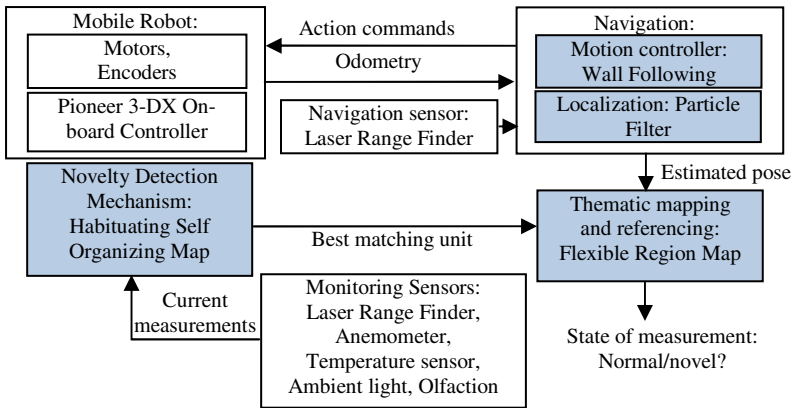 Mobile Robot:
Motors,
Encoders
Pioneer 3-DX On-
board Controller
Action commands
Odometry
Navigation sensor:
Laser Range Finder
Navigation:
Motion controller:
Wall Following
Localization: Particle
Filter
Estimated pose
Novelty Detection
Mechanism:
Habituating Self
Organizing Map
Best matching unit
Thematic mapping
and referencing:
Flexible Region Map
Current
measurements
Monitoring Sensors:
Laser Range Finder,
Anemometer,
Temperature sensor,
Ambient light, Olfaction
State of measurement:
Normal/novel?